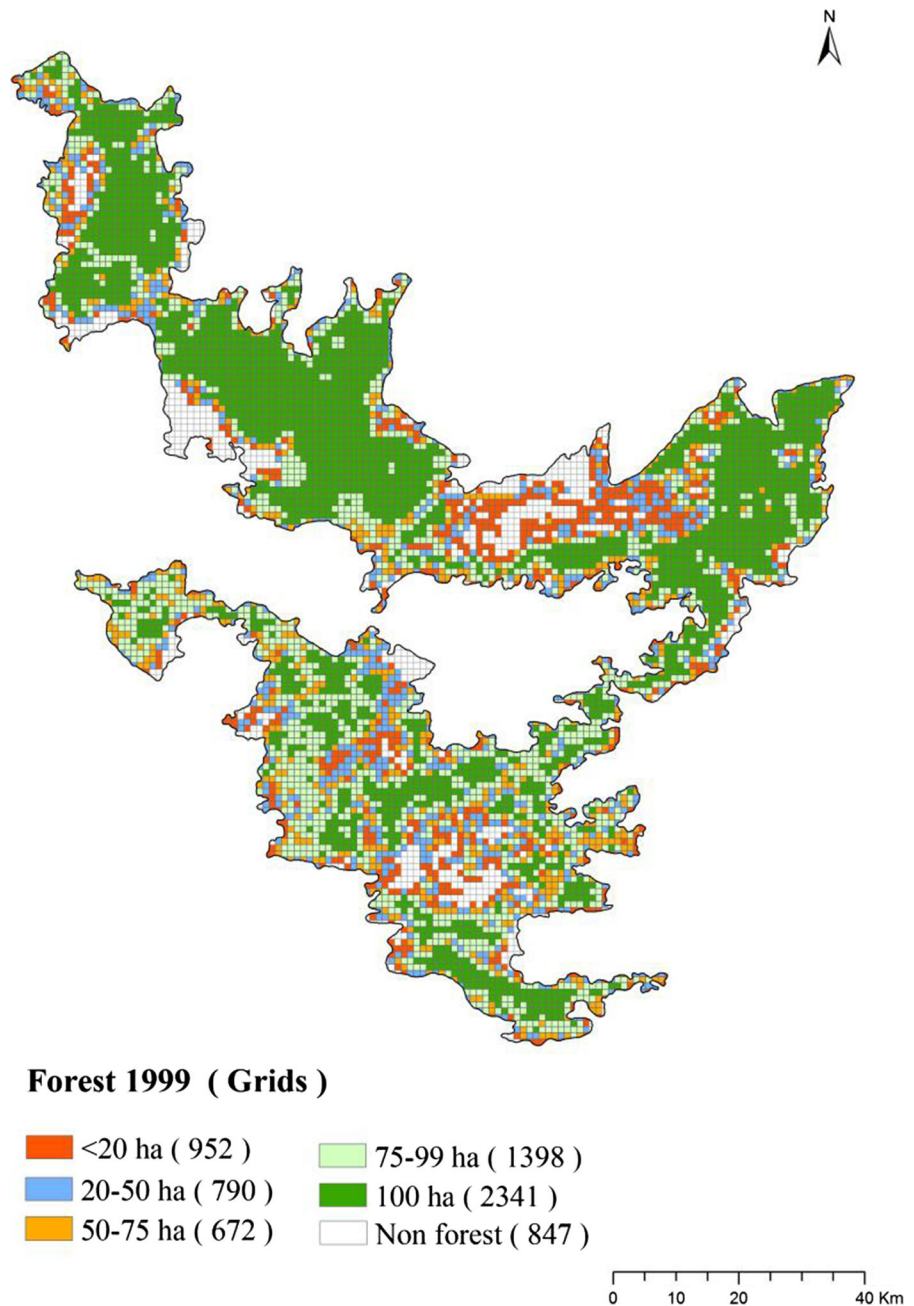 N
Forest 1999 ( Grids )
<20 ha ( 952 )
20-50 ha ( 790 )
50-75 ha ( 672 )
75-99 ha ( 1398 )
100 ha ( 2341 )
Non forest ( 847 )
0 10 20 40 Km